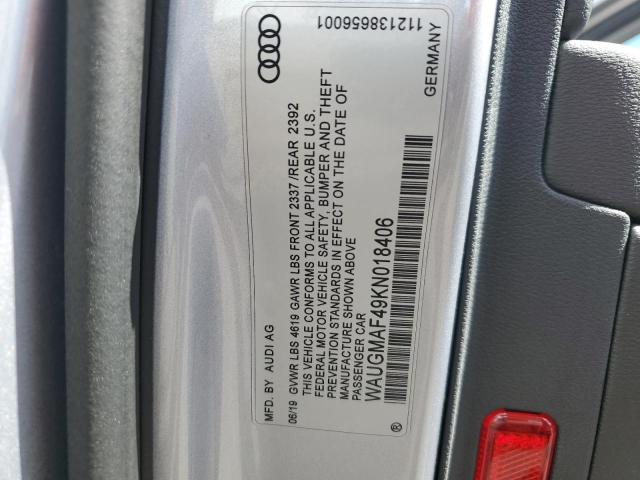 1121386656001
MFD. BY AUDI AG
GERMANY
06/19 GVWR LBS 4619 GAWR LBS FRONT 2337 /REAR 2392
THIS VEHICLE CONFORMS TO ALL APPLICABLE U.S.
FEDERAL MOTOR VEHICLE SAFETY, BUMPER AND THEFT
PREVENTION STANDARDS IN EFFECT ON THE DATE OF
MANUFACTURE SHOWN ABOVE
PASSENGER CAR
WAUGMAF49KN018406
®